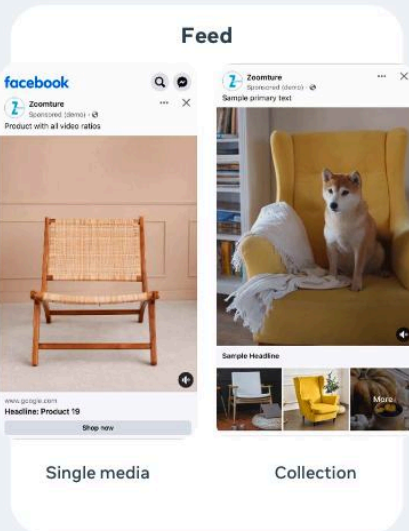 Feed
facebook
Zoomture
Sponsored (demo) ·
Product with all video ratios
www.google.com
Headline: Product 19
Shop now
Single media
Zoomture
Sponsored (demo) ·
Sample primary text
Sample Headline
More
Collection